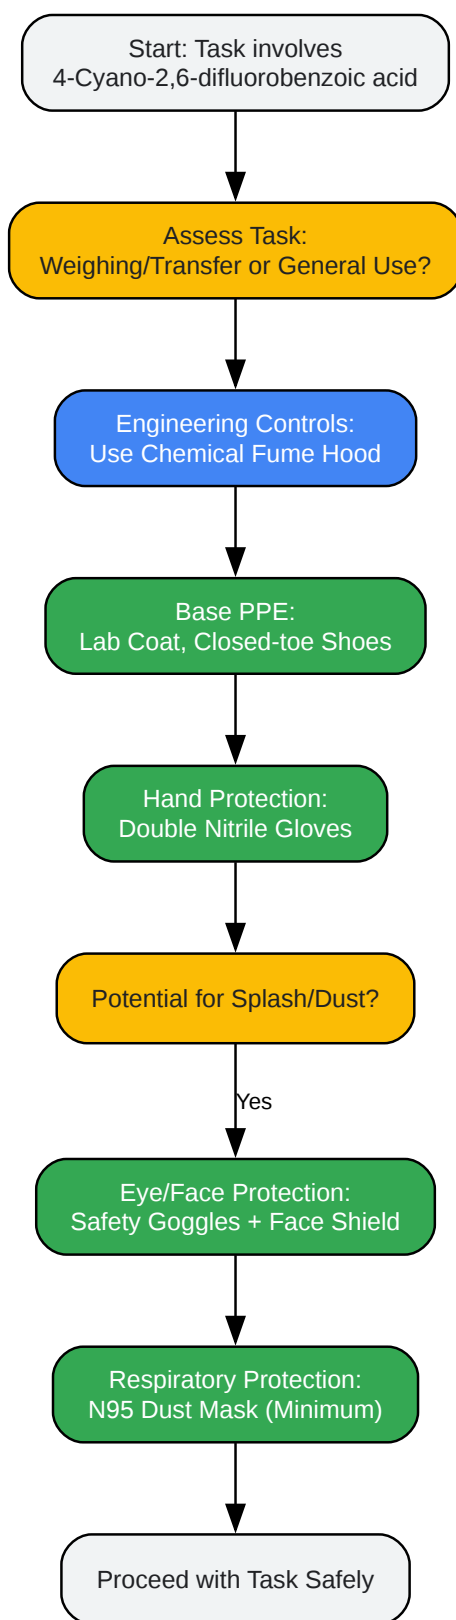 Start: Task involves
4-Cyano-2,6-difluorobenzoic acid
Assess Task:
Weighing/Transfer or General Use?
Engineering Controls:
Use Chemical Fume Hood
Base PPE:
Lab Coat, Closed-toe Shoes
Hand Protection:
Double Nitrile Gloves
Potential for Splash/Dust?
Yes
Eye/Face Protection:
Safety Goggles + Face Shield
Respiratory Protection:
N95 Dust Mask (Minimum)
Proceed with Task Safely